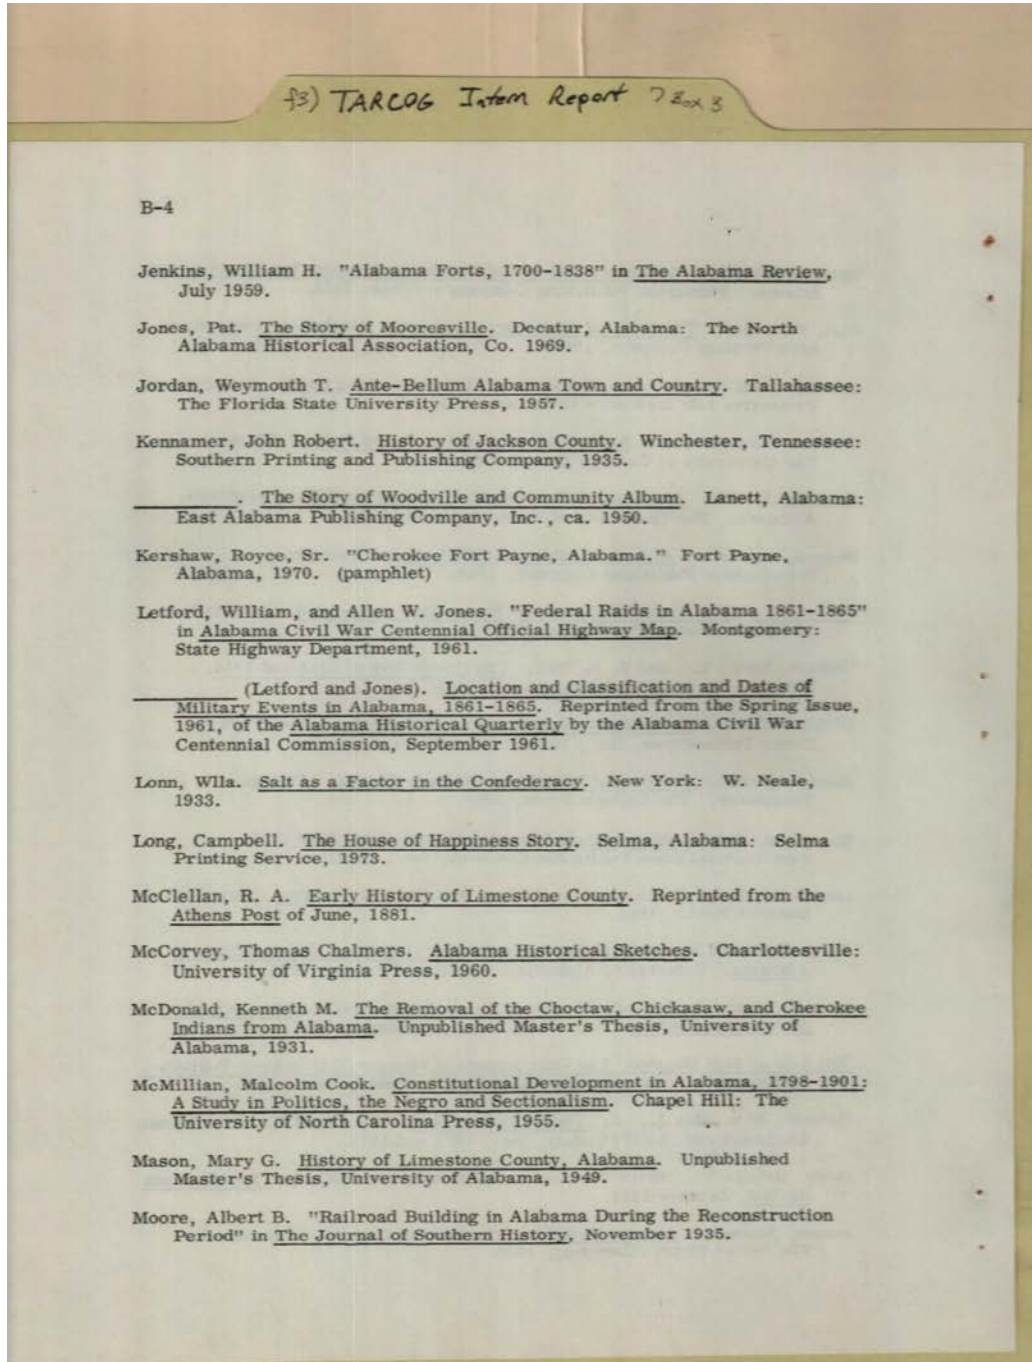 f3) TARCOG Intern Report 7 Box 3
B-4
Jenkins, William H. "Alabama Forts, 1700-1838" in The Alabama Review,
July 1959.
Jones, Pat. The Story of Mooresville. Decatur, Alabama: The North
Alabama Historical Association, Co. 1969.
Jordan, Weymouth T. Ante-Bellum Alabama Town and Country. Tallahassee:
The Florida State University Press, 1957.
Kennamer, John Robert. History of Jackson County. Winchester, Tennessee:
Southern Printing and Publishing Company, 1935.
________. The Story of Woodville and Community Album. Lanett, Alabama:
East Alabama Publishing Company, Inc., ca. 1950.
Kershaw, Royce, Sr. "Cherokee Fort Payne, Alabama." Fort Payne,
Alabama, 1970. (pamphlet)
Letford, William, and Allen W. Jones. "Federal Raids in Alabama 1861-1865"
in Alabama Civil War Centennial Official Highway Map. Montgomery:
State Highway Department, 1961.
________ (Letford and Jones). Location and Classification and Dates of
Military Events in Alabama, 1861-1865. Reprinted from the Spring Issue,
1961, of the Alabama Historical Quarterly by the Alabama Civil War
Centennial Commission, September 1961.
Lonn, Wlla. Salt as a Factor in the Confederacy. New York: W. Neale,
1933.
Long, Campbell. The House of Happiness Story. Selma, Alabama: Selma
Printing Service, 1973.
McClellan, R. A. Early History of Limestone County. Reprinted from the
Athens Post of June, 1881.
McCorvey, Thomas Chalmers. Alabama Historical Sketches. Charlottesville:
University of Virginia Press, 1960.
McDonald, Kenneth M. The Removal of the Choctaw, Chickasaw, and Cherokee
Indians from Alabama. Unpublished Master's Thesis, University of
Alabama, 1931.
McMillian, Malcolm Cook. Constitutional Development in Alabama, 1798-1901:
A Study in Politics, the Negro and Sectionalism. Chapel Hill: The
University of North Carolina Press, 1955.
Mason, Mary G. History of Limestone County, Alabama. Unpublished
Master's Thesis, University of Alabama, 1949.
Moore, Albert B. "Railroad Building in Alabama During the Reconstruction
Period" in The Journal of Southern History, November 1935.